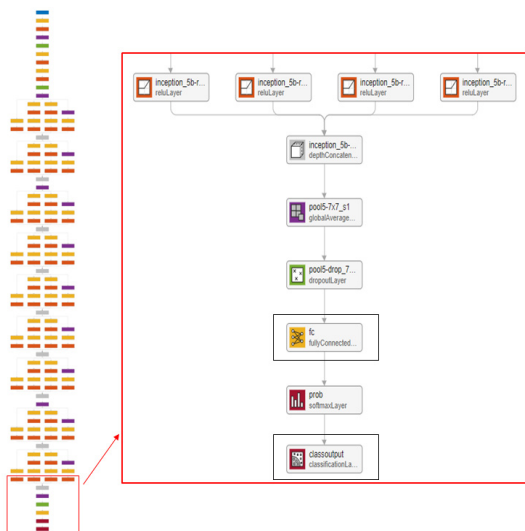 inception_5b-r...
reluLayer
inception_5b-r...
reluLayer
inception_5b-r...
reluLayer
inception_5b-r...
reluLayer
inception_5b-...
depthConcaten...
pool5-7x7_s1
globalAverage...
pool5-drop_7...
dropoutLayer
fc
fullyConnected...
prob
softmaxLayer
classoutput
classificationLa...